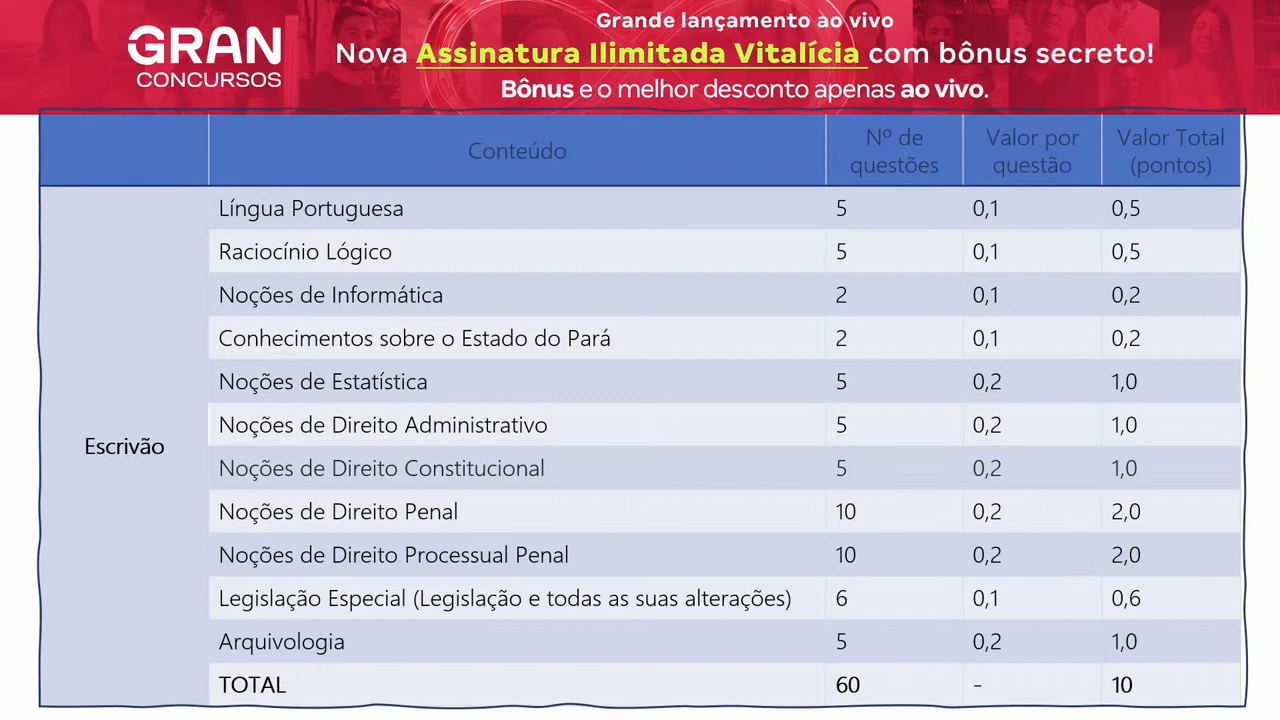 GRAN
CONCURSOS
Grande lançamento ao vivo
Nova Assinatura Ilimitada Vitalícia com bônus secreto!
Bônus e o melhor desconto apenas ao vivo.
Conteúdo
Nº de questões
Valor por questão
Valor Total (pontos)
Escrivão
Língua Portuguesa 5 0,1 0,5
Raciocínio Lógico 5 0,1 0,5
Noções de Informática 2 0,1 0,2
Conhecimentos sobre o Estado do Pará 2 0,1 0,2
Noções de Estatística 5 0,2 1,0
Noções de Direito Administrativo 5 0,2 1,0
Noções de Direito Constitucional 5 0,2 1,0
Noções de Direito Penal 10 0,2 2,0
Noções de Direito Processual Penal 10 0,2 2,0
Legislação Especial (Legislação e todas as suas alterações) 6 0,1 0,6
Arquivologia 5 0,2 1,0
TOTAL 60 - 10